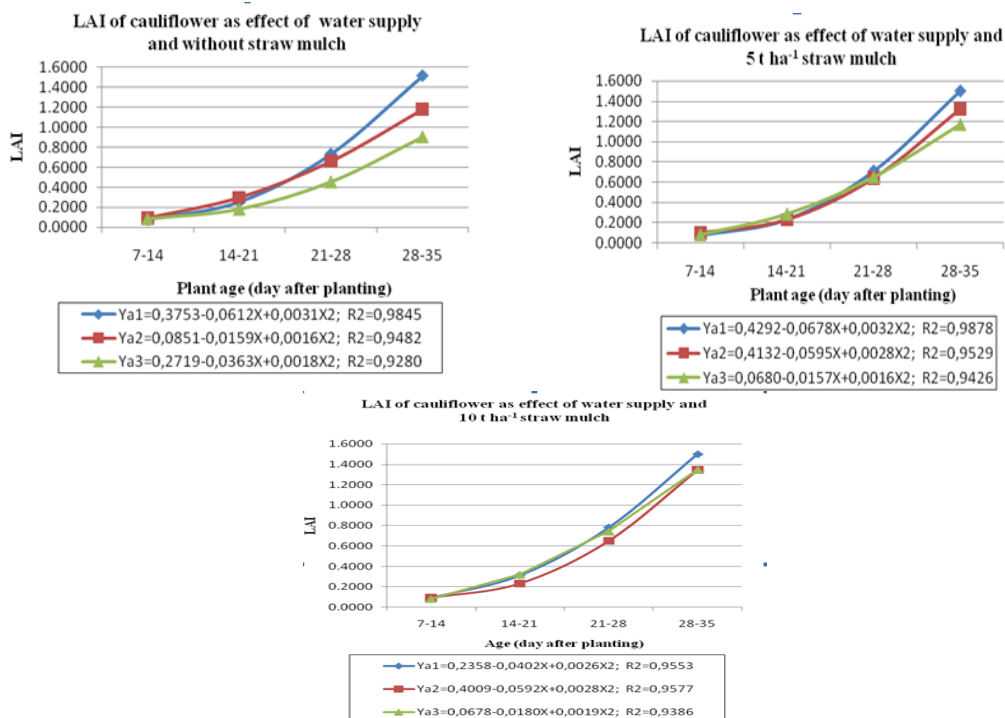 LAI of cauliflower as effect of water supply
and without straw mulch
1.6000
1.4000
1.2000
1.0000
0.8000
0.6000
0.4000
0.2000
0.0000
LAI
7-14 14-21 21-28 28-35
Plant age (day after planting)
Ya1=0,3753-0,0612X+0,0031X2; R2=0,9845
Ya2=0,0851-0,0159X+0,0016X2; R2=0,9482
Ya3=0,2719-0,0363X+0,0018X2; R2=0,9280
LAI of cauliflower as effect of water supply and
5 t ha⁻¹ straw mulch
1.6000
1.4000
1.2000
1.0000
0.8000
0.6000
0.4000
0.2000
0.0000
LAI
7-14 14-21 21-28 28-35
Plant age (day after planting)
Ya1=0,4292-0,0678X+0,0032X2; R2=0,9878
Ya2=0,4132-0,0595X+0,0028X2; R2=0,9529
Ya3=0,0680-0,0157X+0,0016X2; R2=0,9426
LAI of cauliflower as effect of water supply and
10 t ha⁻¹ straw mulch
1.6000
1.4000
1.2000
1.0000
0.8000
0.6000
0.4000
0.2000
0.0000
LAI
7-14 14-21 21-28 28-35
Age (day after planting)
Ya1=0,2358-0,0402X+0,0026X2; R2=0,9553
Ya2=0,4009-0,0592X+0,0028X2; R2=0,9577
Ya3=0,0678-0,0180X+0,0019X2; R2=0,9386